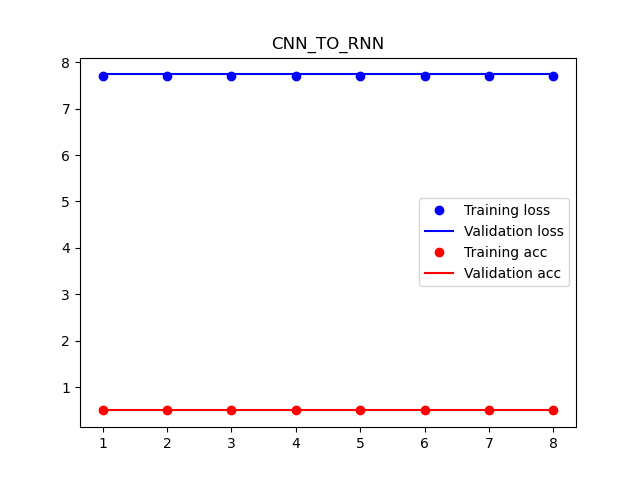 CNN_TO_RNN
8
7
6
5
4
3
2
1
Training loss
Validation loss
Training acc
Validation acc
1 2 3 4 5 6 7 8